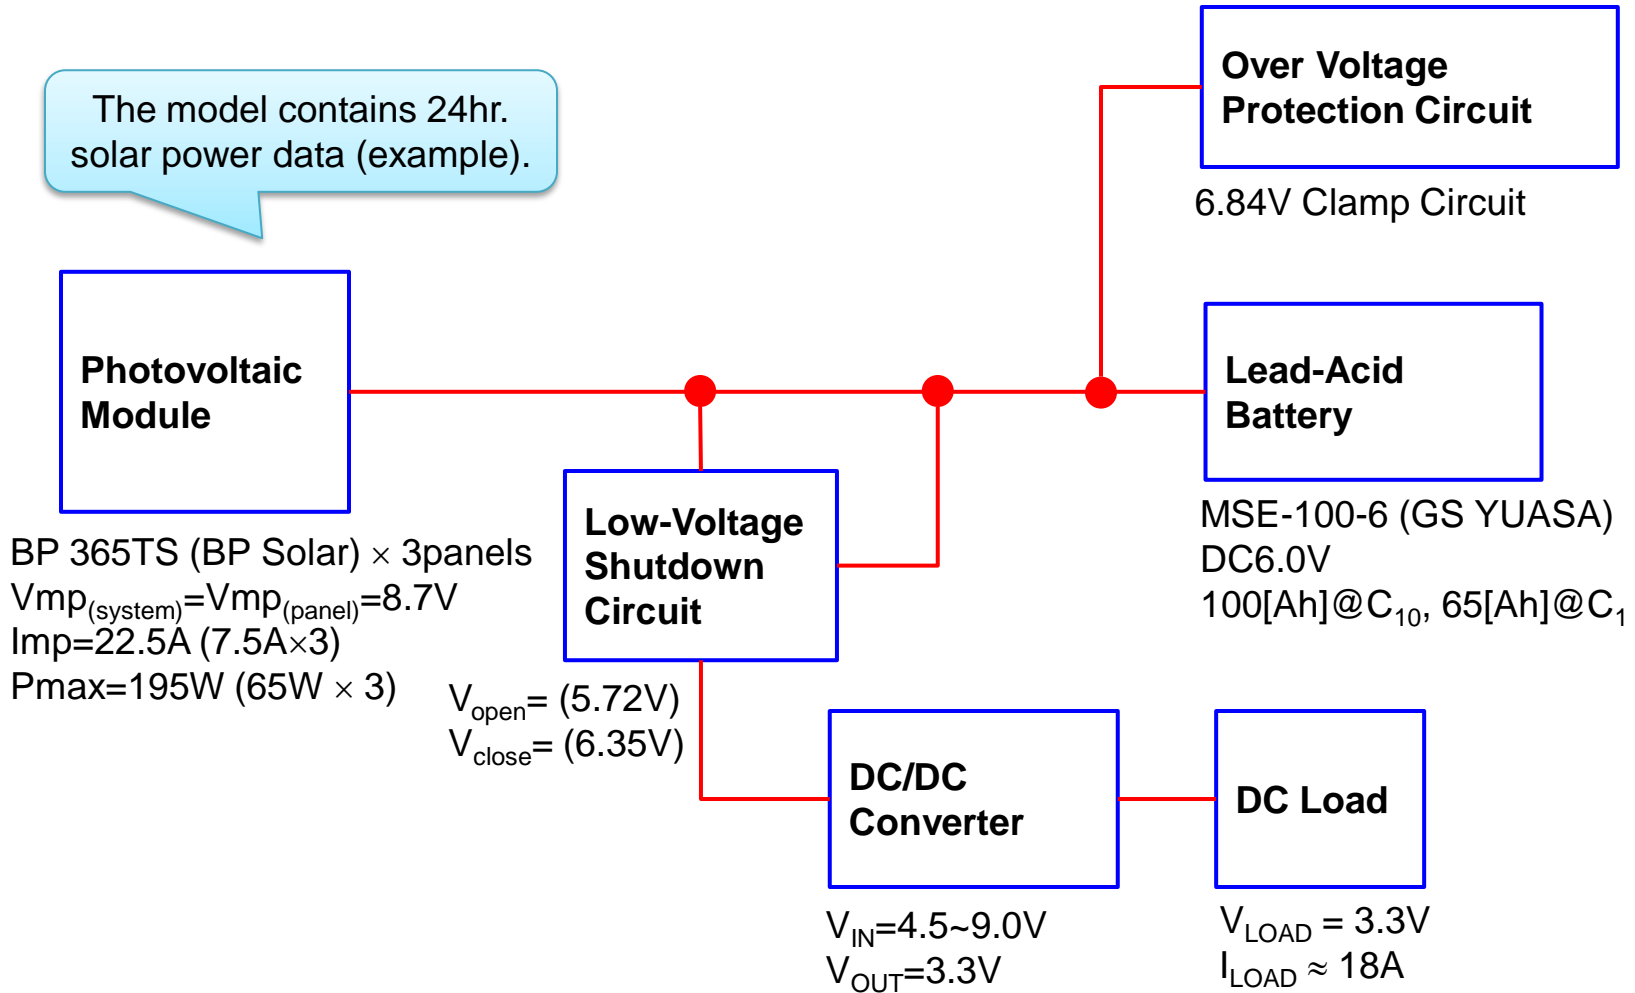 The model contains 24hr.
solar power data (example).
Over Voltage
Protection Circuit
6.84V Clamp Circuit
Photovoltaic
Module
BP 365TS (BP Solar) × 3panels
Vmp(system)=Vmp(panel)=8.7V
Imp=22.5A (7.5A×3)
Pmax=195W (65W × 3)
Lead-Acid
Battery
MSE-100-6 (GS YUASA)
DC6.0V
100[Ah]@C10, 65[Ah]@C1
Low-Voltage
Shutdown
Circuit
Vopen= (5.72V)
Vclose= (6.35V)
DC/DC
Converter
VIN=4.5~9.0V
VOUT=3.3V
DC Load
VLOAD = 3.3V
ILOAD ≈ 18A